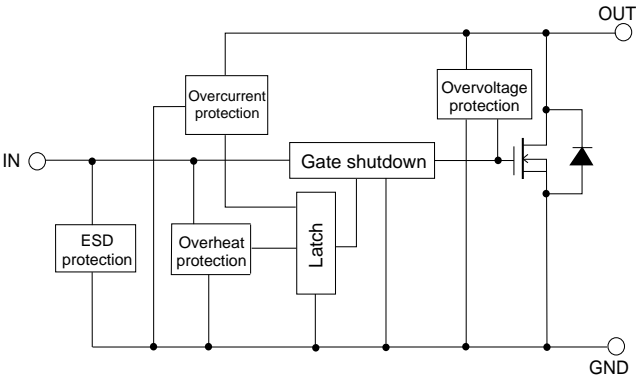 OUT
Overcurrent
protection
Overvoltage
protection
IN
Gate shutdown
ESD
protection
Overheat
protection
Latch
GND